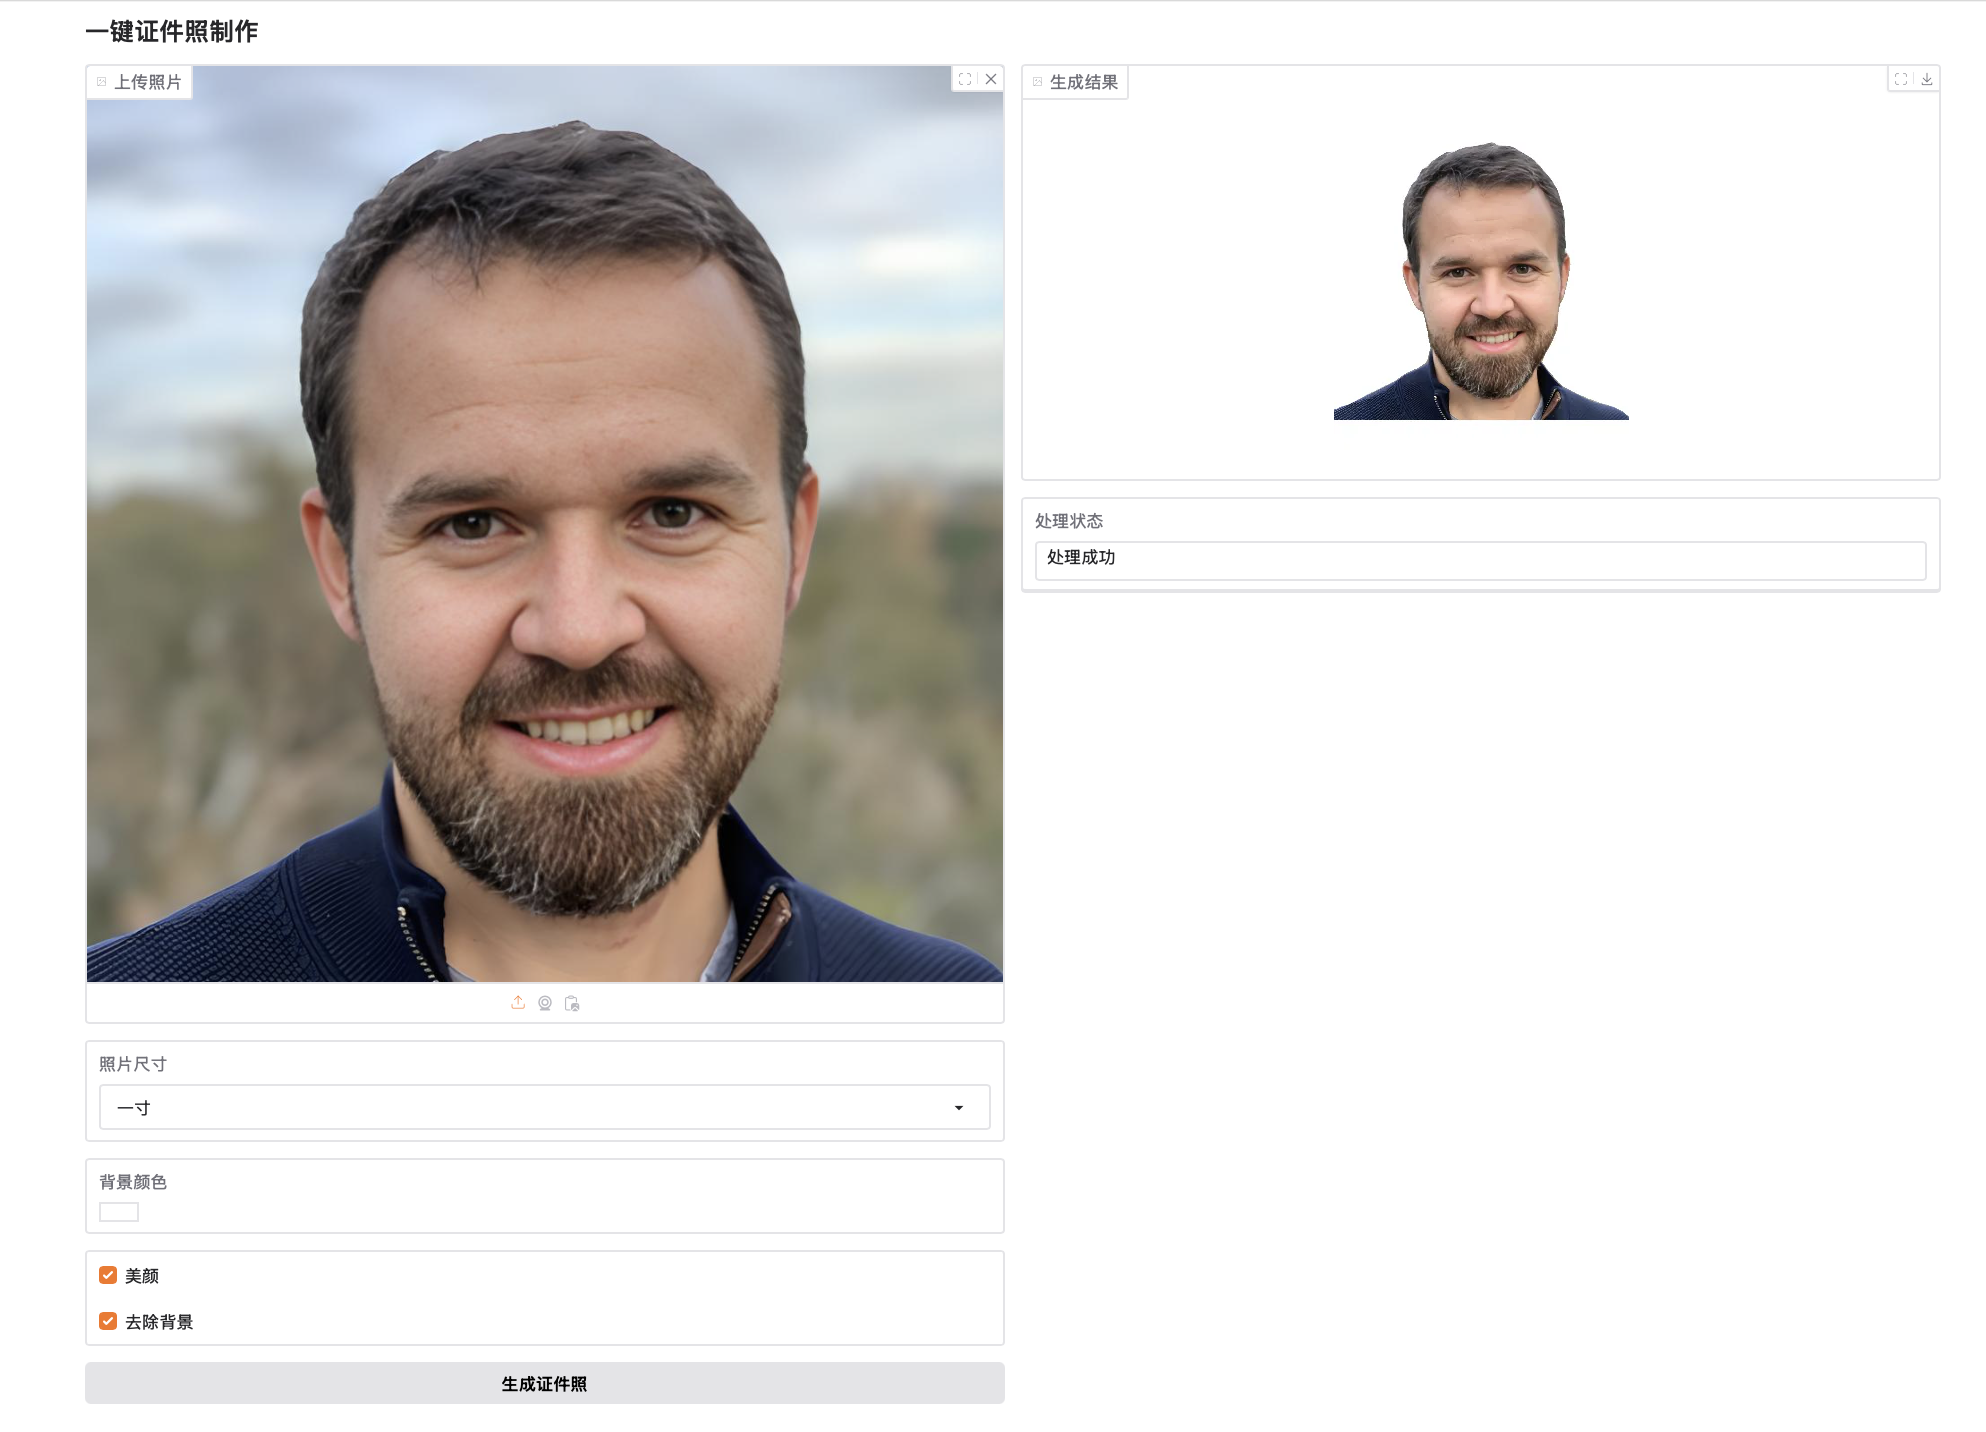 一键证件照制作
上传照片
生成结果
处理状态
处理成功
照片尺寸
一寸
背景颜色
美颜
去除背景
生成证件照